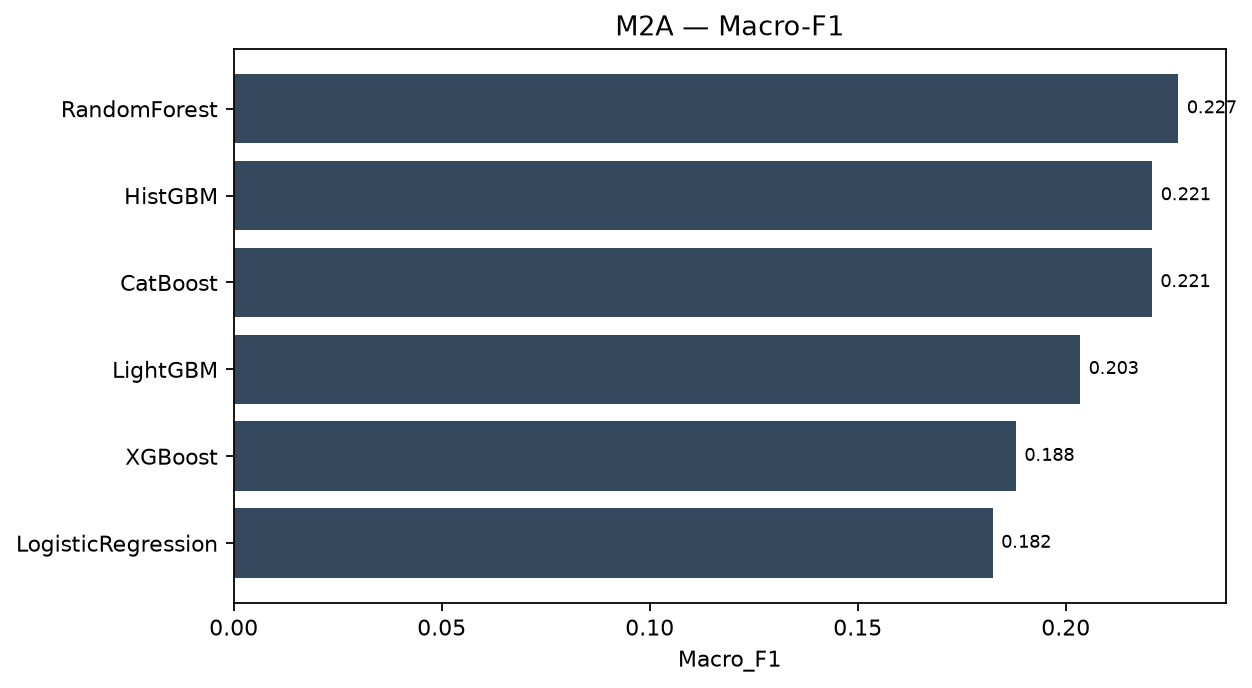 M2A — Macro-F1
RandomForest 0.227
HistGBM 0.221
CatBoost 0.221
LightGBM 0.203
XGBoost 0.188
LogisticRegression 0.182
0.00 0.05 0.10 0.15 0.20
Macro_F1